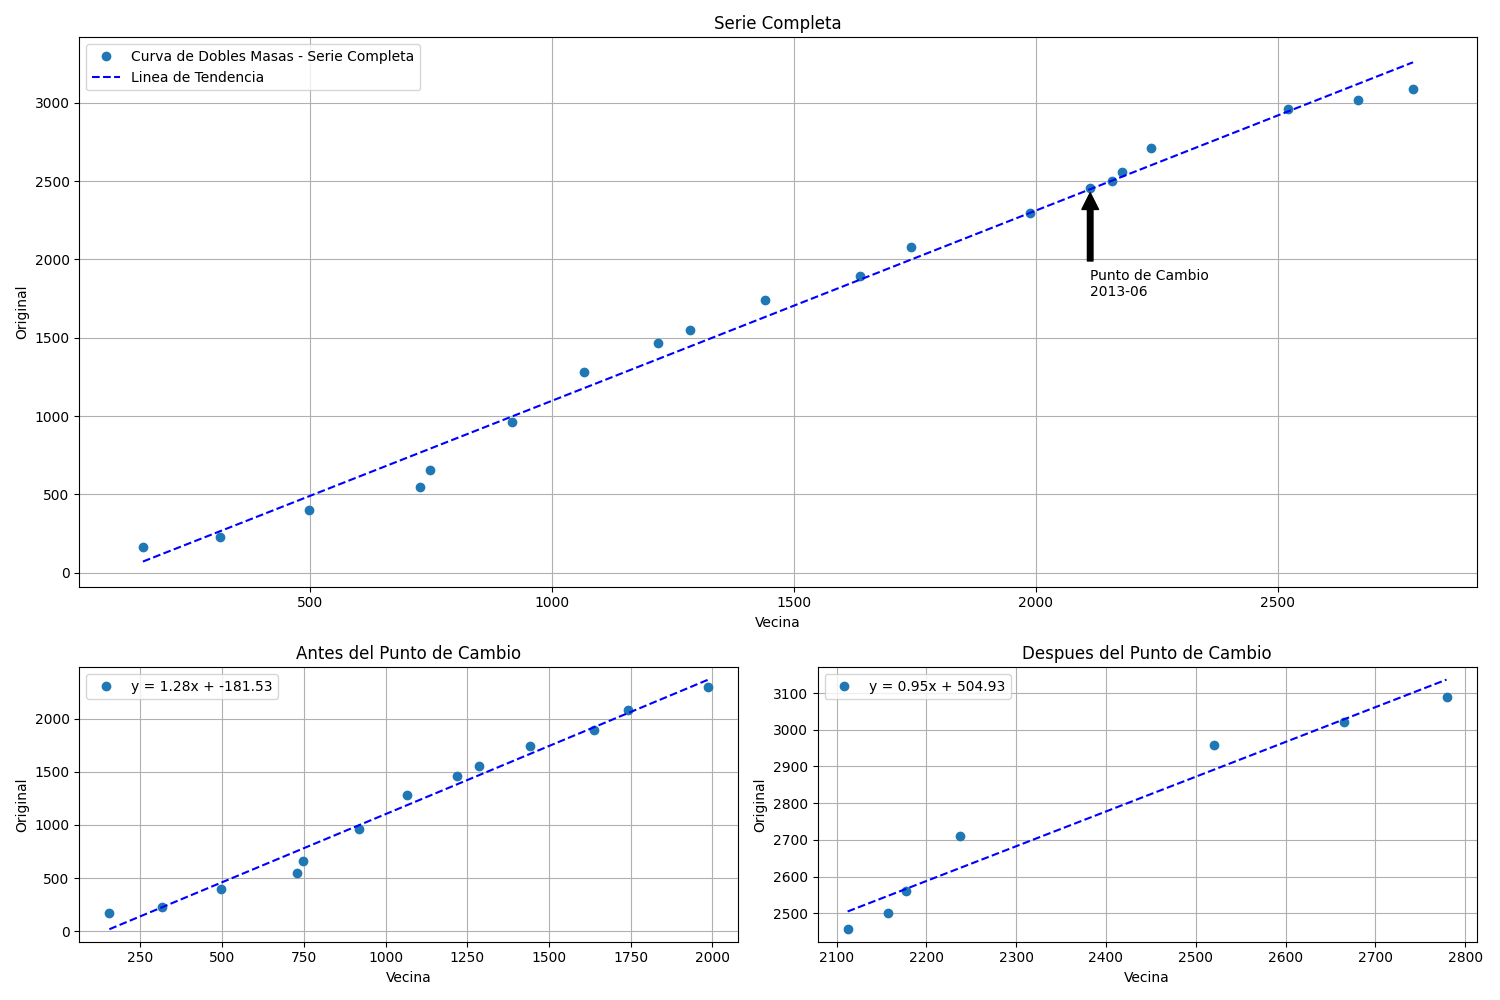 Serie Completa
Curva de Dobles Masas - Serie Completa
Linea de Tendencia
3000
2500
2000
1500
1000
500
0
Original
Punto de Cambio
2013-06
500
1000
1500
2000
2500
Vecina
Antes del Punto de Cambio
y = 1.28x + -181.53
2000
1500
1000
500
0
Original
250
500
750
1000
1250
1500
1750
2000
Vecina
Despues del Punto de Cambio
y = 0.95x + 504.93
3100
3000
2900
2800
2700
2600
2500
Original
2100
2200
2300
2400
2500
2600
2700
2800
Vecina